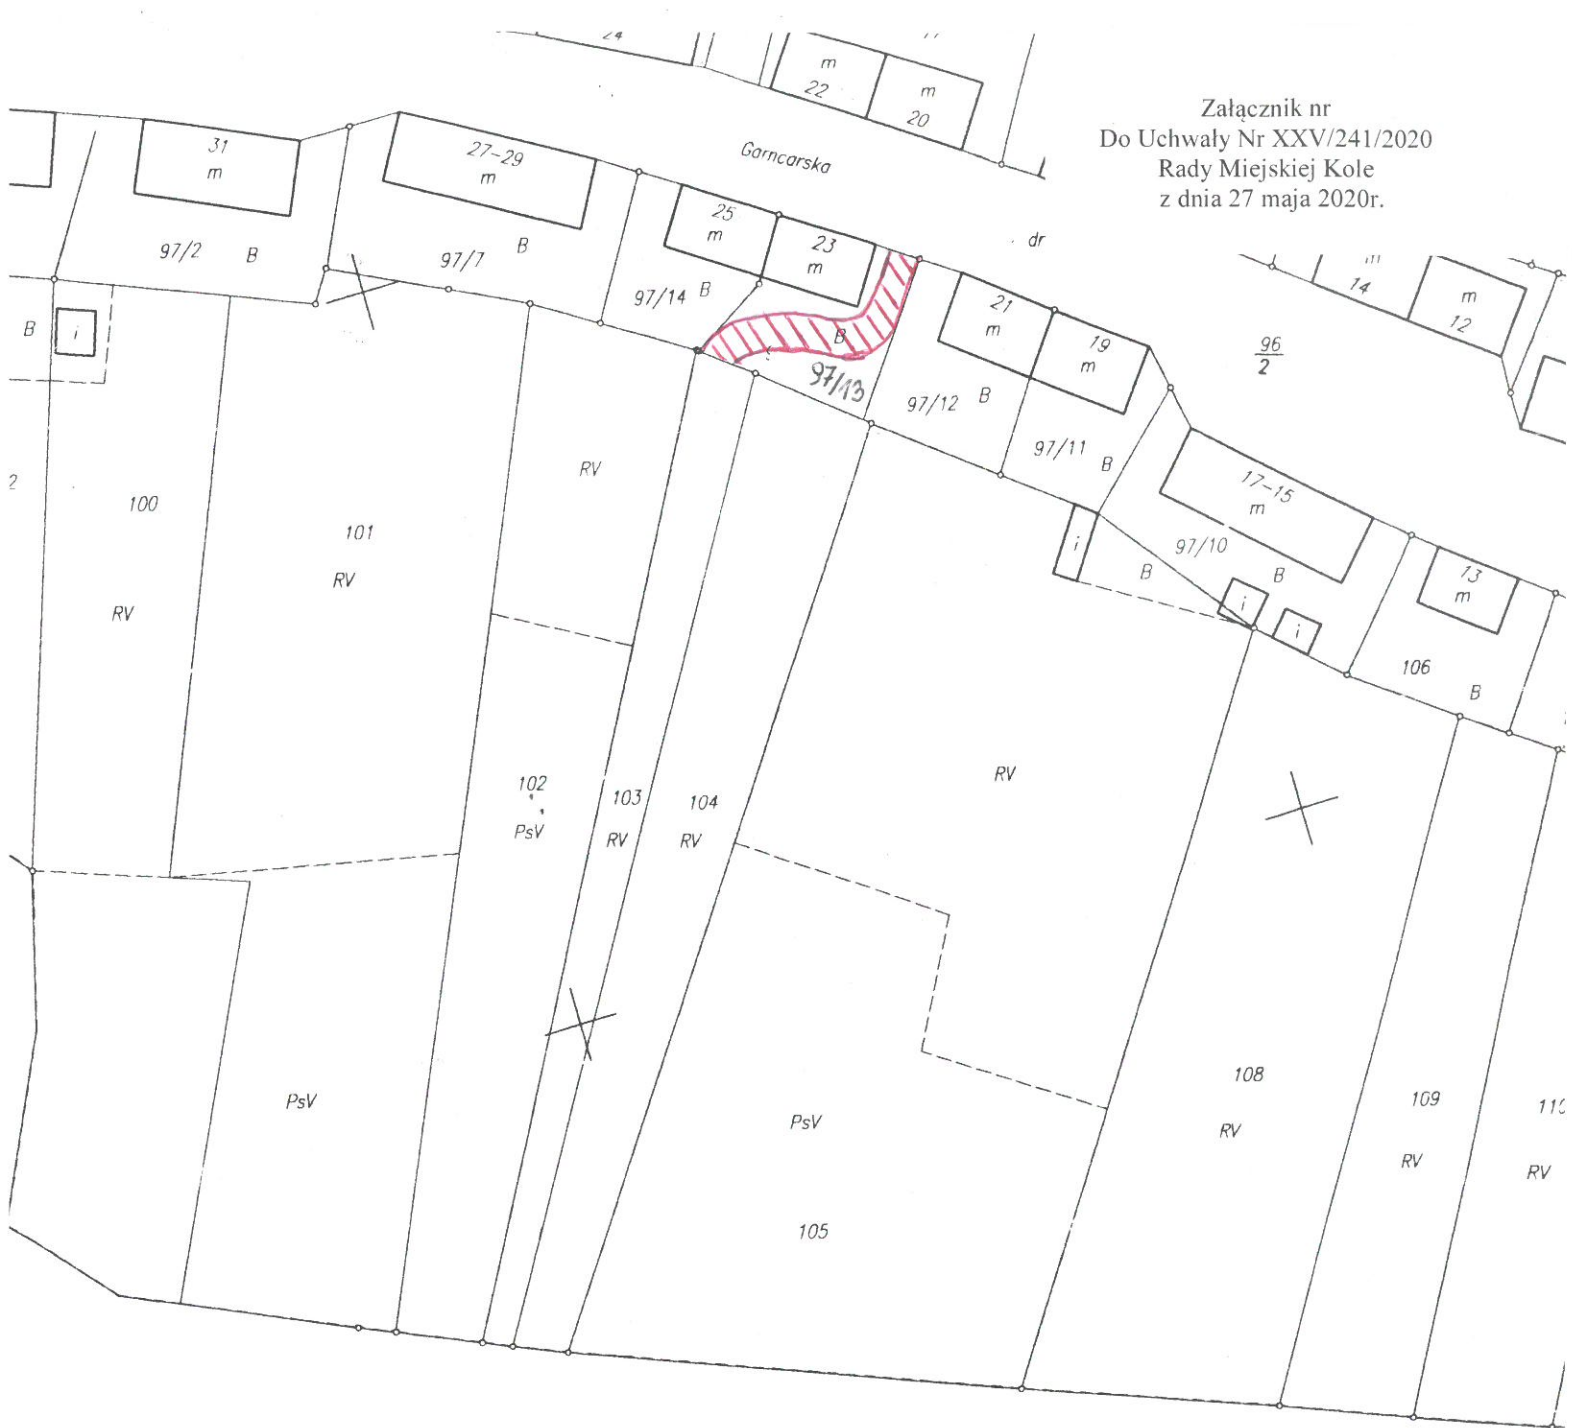 24
m
22
m
20
Załącznik nr
Do Uchwały Nr XXV/241/2020
Rady Miejskiej Kole
z dnia 27 maja 2020r.
Garncarska
31
m
27-29
m
25
m
23
m
dr
97/2 B
97/7 B
97/14 B
B
97/13
21
m
19
m
m
14
m
12
96
2
B
i
97/12 B
97/11 B
17-15
m
97/10
B
i
B
i
i
13
m
106
B
2
100
RV
101
RV
RV
102
PsV
103
RV
104
RV
RV
PsV
PsV
105
108
RV
109
RV
110
RV